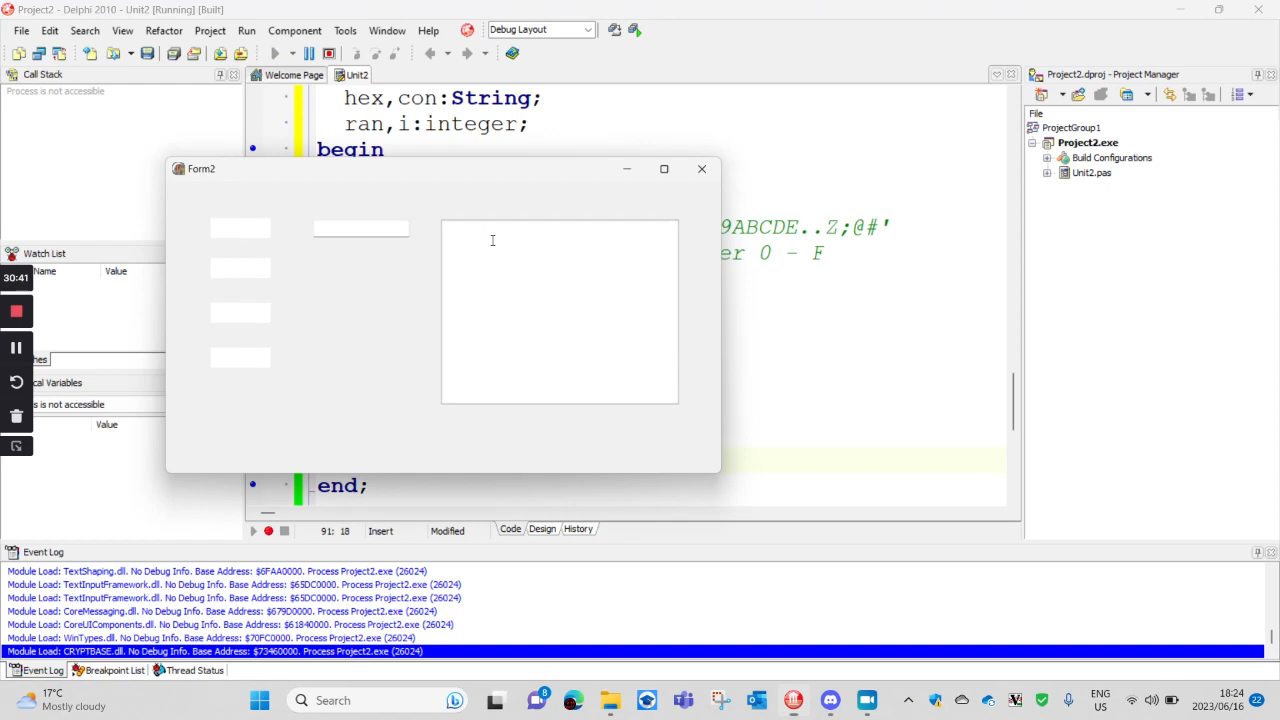 Project2 - Delphi 2010 - Unit2 [Running] [Built]
File Edit Search View Refactor Project Run Component Tools Window Help Debug Layout
Call Stack
Process is not accessible
Welcome Page Unit2
Project2.dproj - Project Manager
File
ProjectGroup1
Project2.exe
Build Configurations
Unit2.pas
hex,con:String;
ran,i:integer;
begin
Form2
9ABCDE..Z;@#'
er 0 - F
Watch List
Name Value
30:41
hes
cal Variables
ss is not accessible
Value
end;
91: 18 Insert Modified Code Design History
Event Log
Module Load: TextShaping.dll. No Debug Info. Base Address: $6FAA0000. Process Project2.exe (26024)
Module Load: TextInputFramework.dll. No Debug Info. Base Address: $65DC0000. Process Project2.exe (26024)
Module Load: TextInputFramework.dll. No Debug Info. Base Address: $65DC0000. Process Project2.exe (26024)
Module Load: CoreMessaging.dll. No Debug Info. Base Address: $679D0000. Process Project2.exe (26024)
Module Load: CoreUIComponents.dll. No Debug Info. Base Address: $61840000. Process Project2.exe (26024)
Module Load: WinTypes.dll. No Debug Info. Base Address: $70FC0000. Process Project2.exe (26024)
Module Load: CRYPTBASE.dll. No Debug Info. Base Address: $73460000. Process Project2.exe (26024)
Event Log Breakpoint List Thread Status
17°C
Mostly cloudy
Search
8
ENG
US
18:24
2023/06/16
22